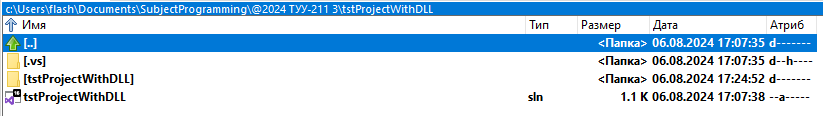 c:\Users\flash\Documents\SubjectProgramming\@2024 ТУУ-211 3\tstProjectWithDLL
Имя Тип Размер Дата Атриб
[..] <Папка> 06.08.2024 17:07:35 d-------
[.vs] <Папка> 06.08.2024 17:07:35 d--h----
[tstProjectWithDLL] <Папка> 06.08.2024 17:24:52 d-------
tstProjectWithDLL sln 1.1 K 06.08.2024 17:07:38 --a-----